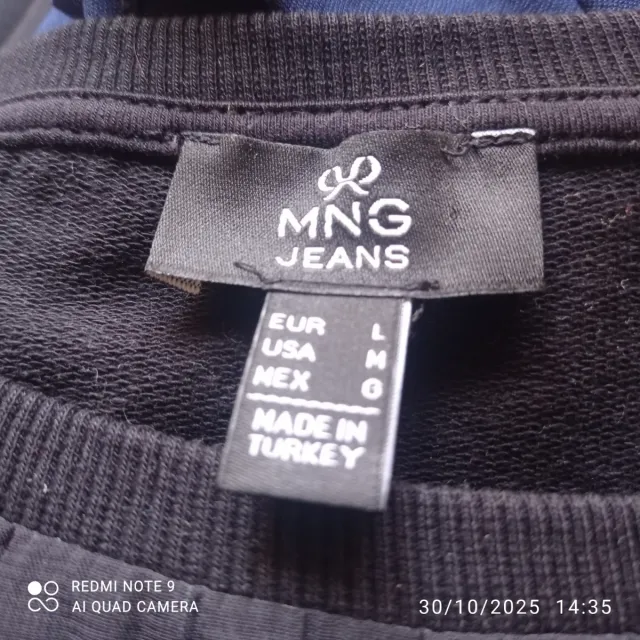 MNG
JEANS
EUR L
USA M
MEX G
MADE IN
TURKEY
REDMI NOTE 9
AI QUAD CAMERA
30/10/2025 14:35